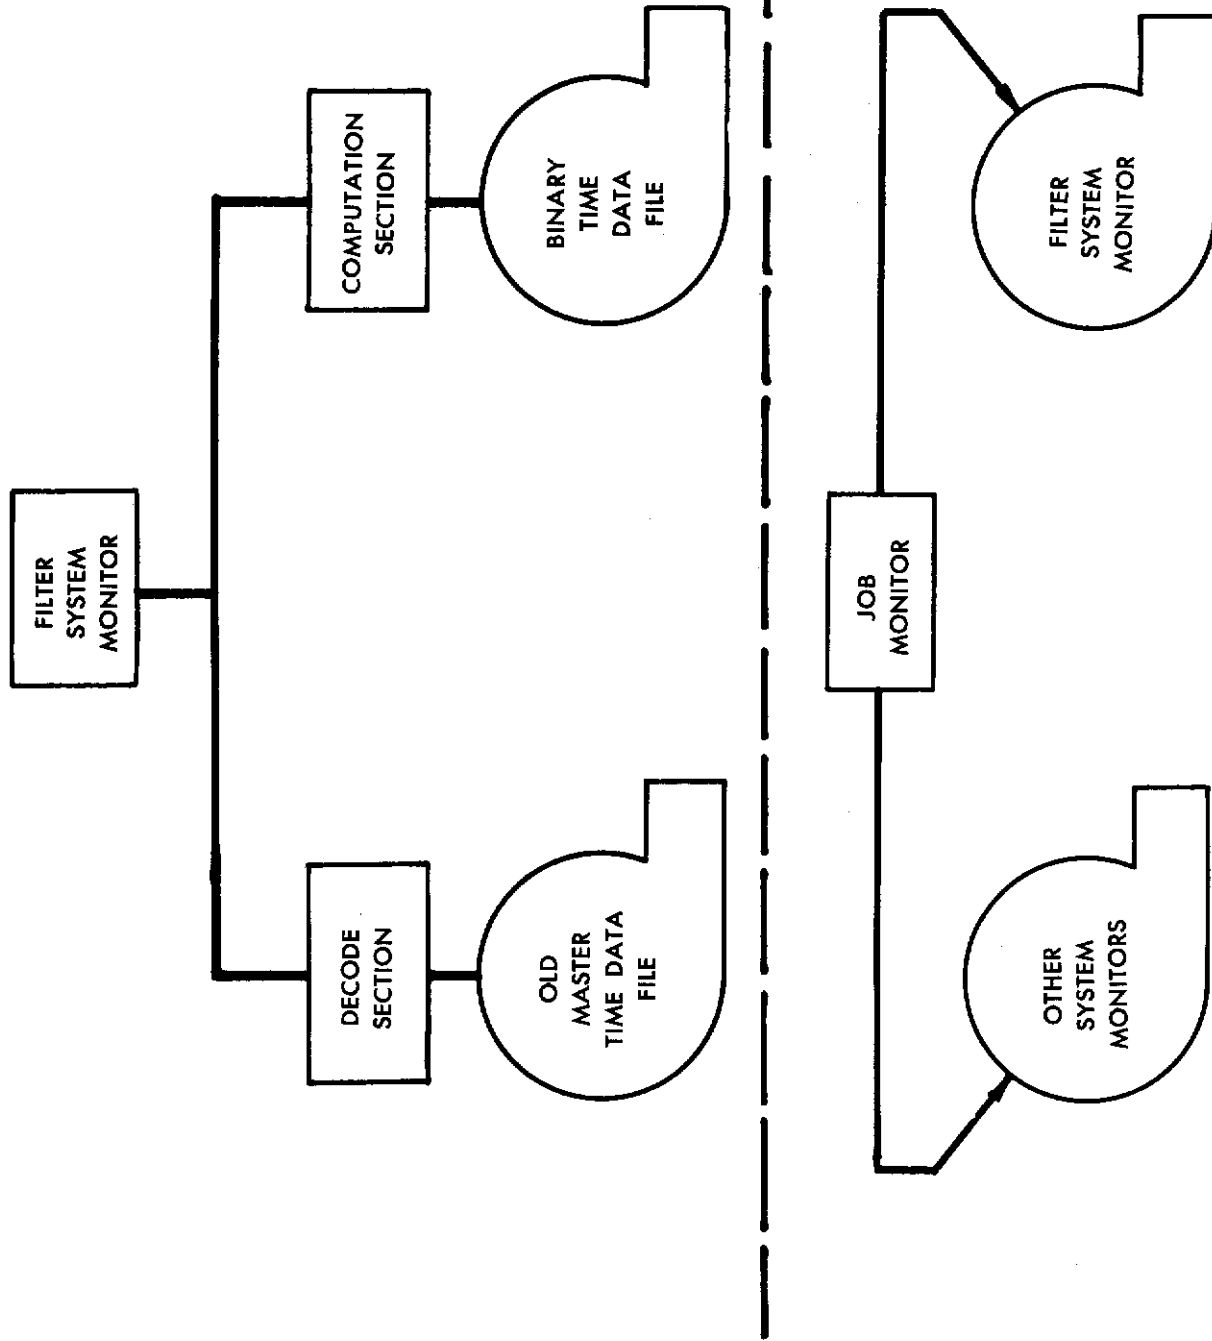 FILTER
SYSTEM
MONITOR
DECODE
SECTION
COMPUTATION
SECTION
OLD
MASTER
TIME DATA
FILE
BINARY
TIME
DATA
FILE
JOB
MONITOR
OTHER
SYSTEM
MONITORS
FILTER
SYSTEM
MONITOR